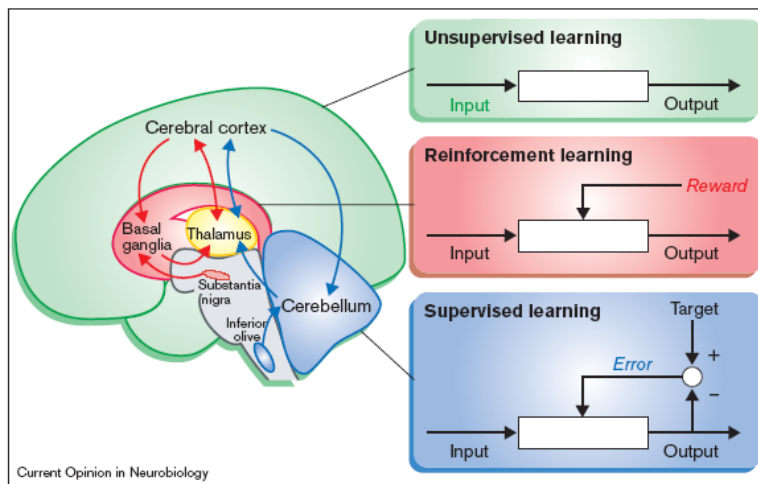 Unsupervised learning
Input
Output
Cerebral cortex
Reinforcement learning
Reward
Basal
ganglia
Thalamus
Input
Output
Substantia
nigra
Cerebellum
Inferior
olive
Supervised learning
Target
Error
+
−
Input
Output
Current Opinion in Neurobiology